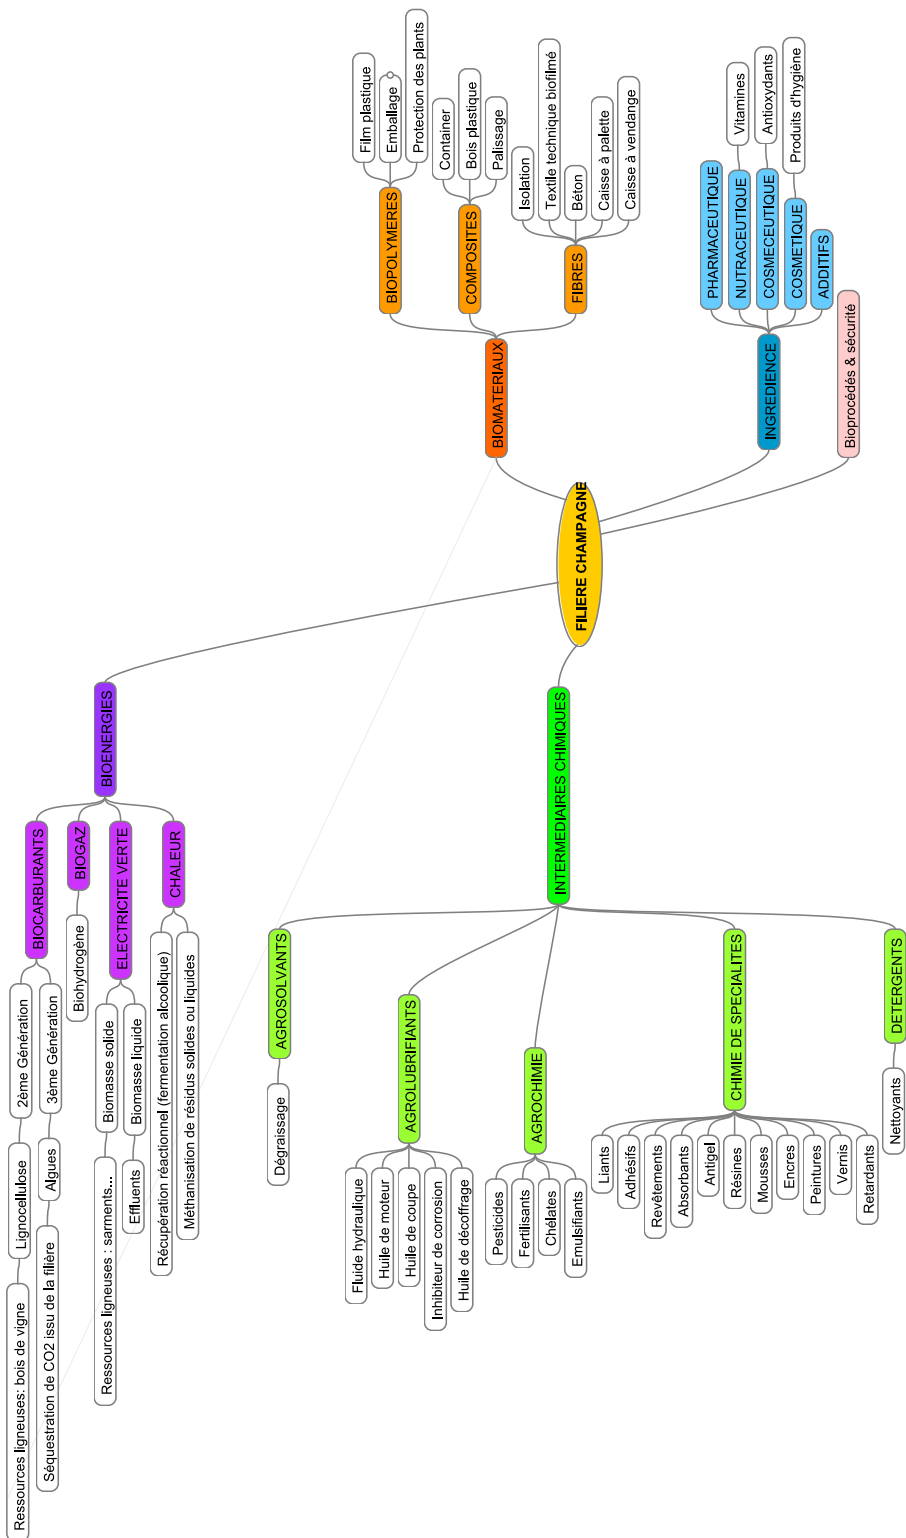 FILIERE CHAMPAGNE
BIOENERGIES
BIOCARBURANTS
2ème Génération
Lignocellulose
Ressources ligneuses: bois de vigne
3ème Génération
Algues
Séquestration de CO2 issu de la filière
BIOGAZ
Biohydrogène
ELECTRICITE VERTE
Biomasse solide
Ressources ligneuses : sarments...
Biomasse liquide
Effluents
CHALEUR
Récupération réactionnel (fermentation alcoolique)
Méthanisation de résidus solides ou liquides
INTERMEDIAIRES CHIMIQUES
AGROSOLVANTS
Dégraissage
AGROLUBRIFIANTS
Fluide hydraulique
Huile de moteur
Huile de coupe
Inhibiteur de corrosion
Huile de décoffrage
AGROCHIMIE
Pesticides
Fertilisants
Chélates
Emulsifiants
CHIMIE DE SPECIALITES
Liants
Adhésifs
Revêtements
Absorbants
Antigel
Résines
Mousses
Encres
Peintures
Vernis
Retardants
DETERGENTS
Nettoyants
BIOMATERIAUX
BIOPOLYMERES
Film plastique
Emballage
Protection des plants
COMPOSITES
Container
Bois plastique
Palissage
FIBRES
Isolation
Textile technique biofilmé
Béton
Caisse à palette
Caisse à vendange
INGREDIENCE
PHARMACEUTIQUE
NUTRACEUTIQUE
Vitamines
COSMECEUTIQUE
Antioxydants
COSMETIQUE
Produits d'hygiène
ADDITIFS
Bioprocédés & sécurité